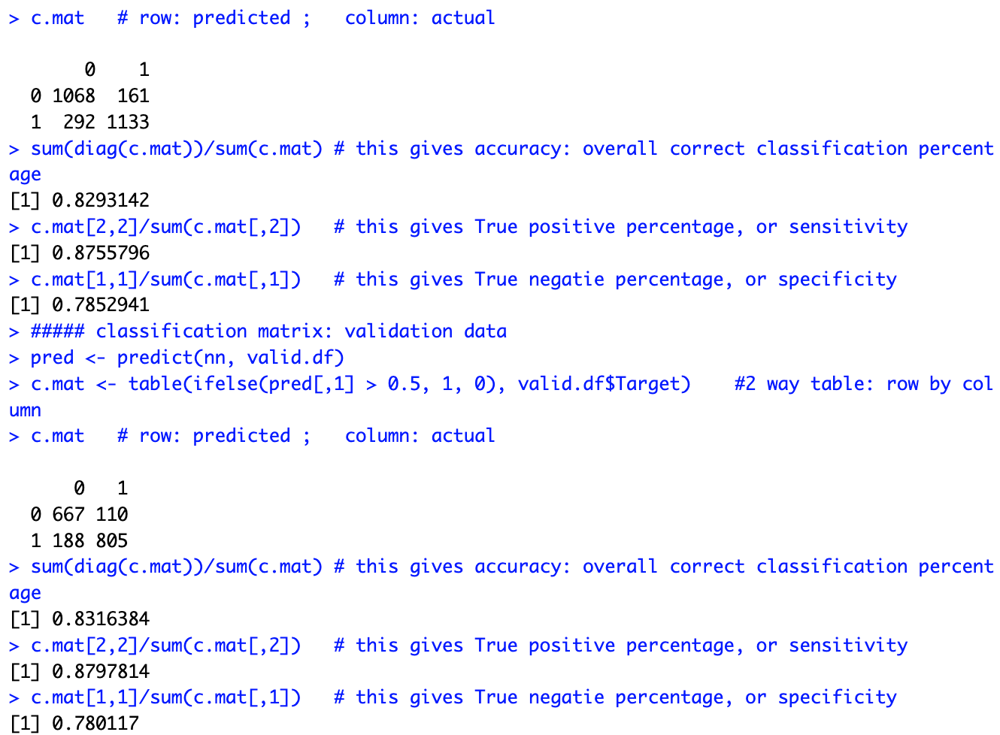 > c.mat   # row: predicted ;   column: actual
       0    1
  0 1068  161
  1  292 1133
> sum(diag(c.mat))/sum(c.mat) # this gives accuracy: overall correct classification percent
age
[1] 0.8293142
> c.mat[2,2]/sum(c.mat[,2])   # this gives True positive percentage, or sensitivity
[1] 0.8755796
> c.mat[1,1]/sum(c.mat[,1])   # this gives True negatie percentage, or specificity
[1] 0.7852941
> ##### classification matrix: validation data
> pred <- predict(nn, valid.df)
> c.mat <- table(ifelse(pred[,1] > 0.5, 1, 0), valid.df$Target)    #2 way table: row by col
umn
> c.mat   # row: predicted ;   column: actual
      0   1
  0 667 110
  1 188 805
> sum(diag(c.mat))/sum(c.mat) # this gives accuracy: overall correct classification percent
age
[1] 0.8316384
> c.mat[2,2]/sum(c.mat[,2])   # this gives True positive percentage, or sensitivity
[1] 0.8797814
> c.mat[1,1]/sum(c.mat[,1])   # this gives True negatie percentage, or specificity
[1] 0.780117